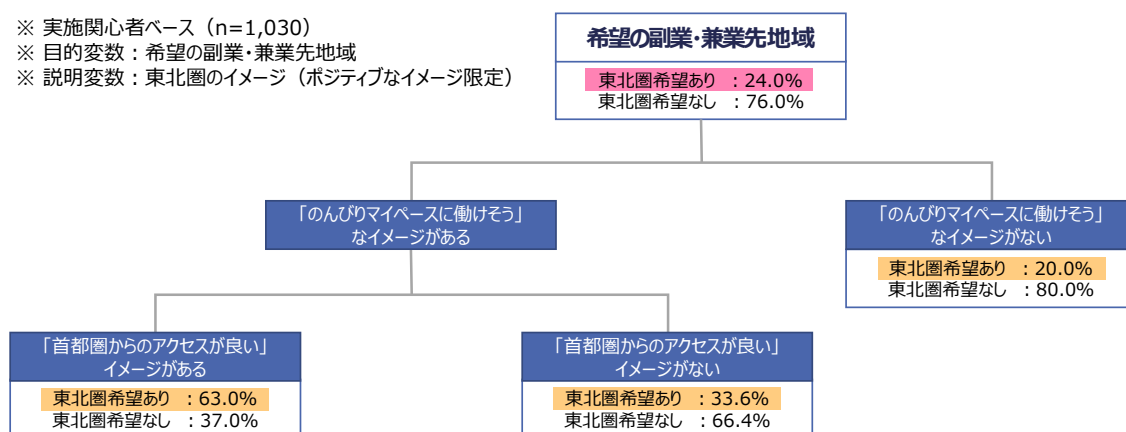 ※ 実施関心者ベース（n=1,030）
※ 目的変数：希望の副業・兼業先地域
※ 説明変数：東北圏のイメージ（ポジティブなイメージ限定）
希望の副業・兼業先地域
東北圏希望あり ：24.0%
東北圏希望なし ：76.0%
「のんびりマイペースに働けそう」
なイメージがある
「のんびりマイペースに働けそう」
なイメージがない
東北圏希望あり ：20.0%
東北圏希望なし ：80.0%
「首都圏からのアクセスが良い」
イメージがある
東北圏希望あり ：63.0%
東北圏希望なし ：37.0%
「首都圏からのアクセスが良い」
イメージがない
東北圏希望あり ：33.6%
東北圏希望なし ：66.4%